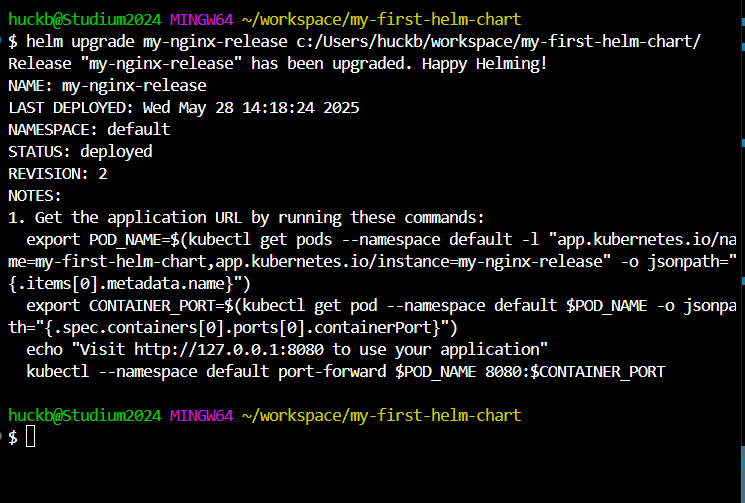 huckb@Studium2024 MINGW64 ~/workspace/my-first-helm-chart
$ helm upgrade my-nginx-release c:/Users/huckb/workspace/my-first-helm-chart/
Release "my-nginx-release" has been upgraded. Happy Helming!
NAME: my-nginx-release
LAST DEPLOYED: Wed May 28 14:18:24 2025
NAMESPACE: default
STATUS: deployed
REVISION: 2
NOTES:
1. Get the application URL by running these commands:
  export POD_NAME=$(kubectl get pods --namespace default -l "app.kubernetes.io/na
me=my-first-helm-chart,app.kubernetes.io/instance=my-nginx-release" -o jsonpath="
{.items[0].metadata.name}")
  export CONTAINER_PORT=$(kubectl get pod --namespace default $POD_NAME -o jsonpa
th="{.spec.containers[0].ports[0].containerPort}")
  echo "Visit http://127.0.0.1:8080 to use your application"
  kubectl --namespace default port-forward $POD_NAME 8080:$CONTAINER_PORT
huckb@Studium2024 MINGW64 ~/workspace/my-first-helm-chart
$